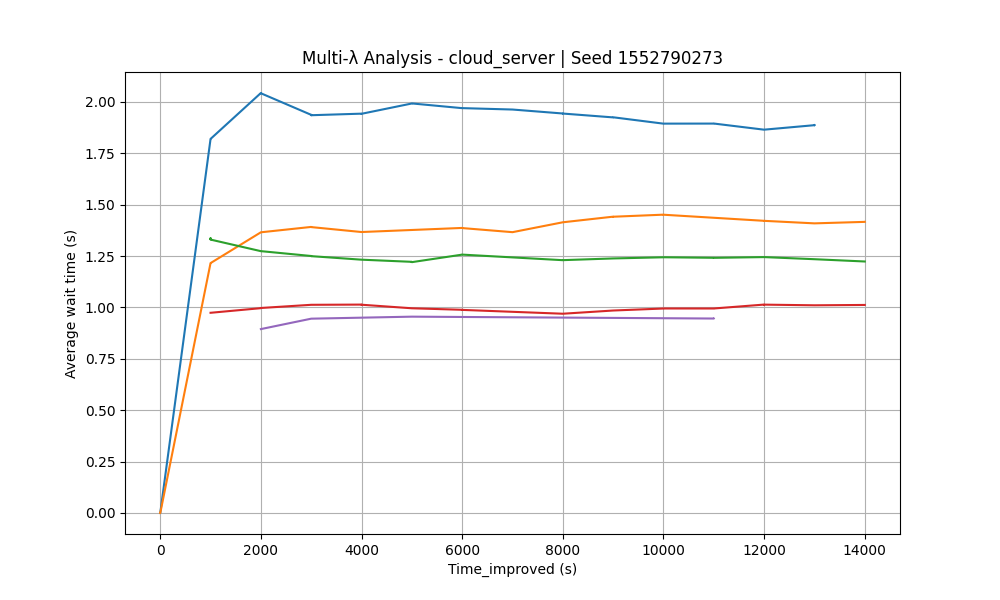 Multi-λ Analysis - cloud_server | Seed 1552790273
Average wait time (s)
2.00
1.75
1.50
1.25
1.00
0.75
0.50
0.25
0.00
0 2000 4000 6000 8000 10000 12000 14000
Time_improved (s)